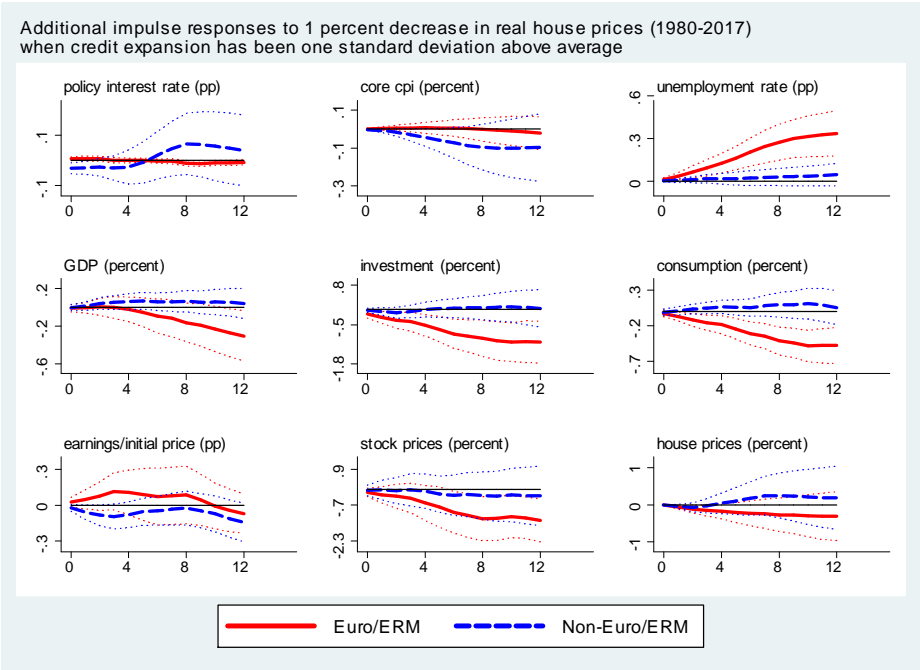 Additional impulse responses to 1 percent decrease in real house prices (1980-2017)
when credit expansion has been one standard deviation above average
policy interest rate (pp)
.1
-.1
0 4 8 12
core cpi (percent)
.1
-.1
-.3
0 4 8 12
unemployment rate (pp)
.6
.3
0
0 4 8 12
GDP (percent)
.2
-.2
-.6
0 4 8 12
investment (percent)
.8
-.5
-1.8
0 4 8 12
consumption (percent)
.3
-.2
-.7
0 4 8 12
earnings/initial price (pp)
.3
0
-.3
0 4 8 12
stock prices (percent)
.9
-.7
-2.3
0 4 8 12
house prices (percent)
1
0
-1
0 4 8 12
Euro/ERM Non-Euro/ERM